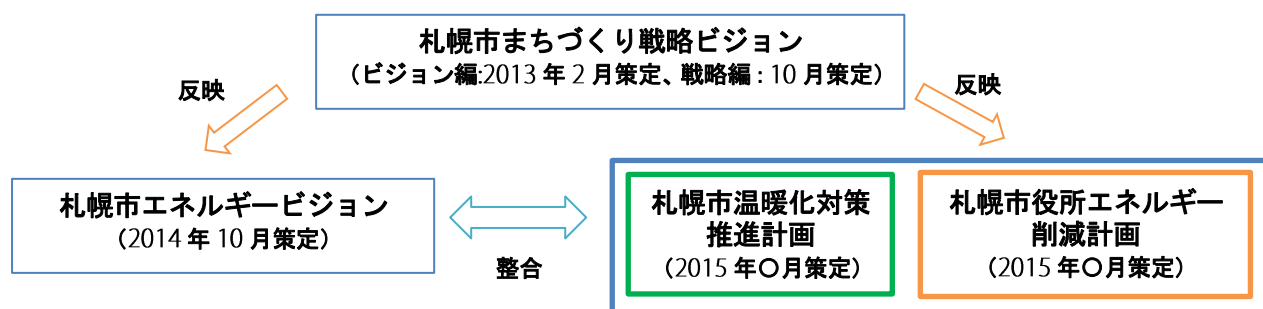 札幌市まちづくり戦略ビジョン
（ビジョン編:2013 年 2 月策定、戦略編 : 10 月策定）
反映
反映
札幌市エネルギービジョン
（2014 年 10 月策定）
整合
札幌市温暖化対策
推進計画
（2015 年〇月策定）
札幌市役所エネルギー
削減計画
（2015 年〇月策定）